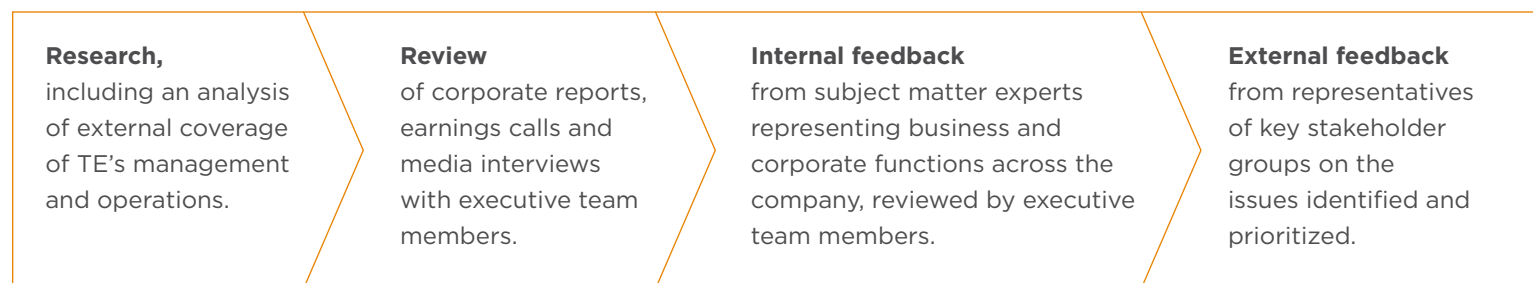 Research,
including an analysis
of external coverage
of TE’s management
and operations.
Review
of corporate reports,
earnings calls and
media interviews
with executive team
members.
Internal feedback
from subject matter experts
representing business and
corporate functions across the
company, reviewed by executive
team members.
External feedback
from representatives
of key stakeholder
groups on the
issues identified and
prioritized.